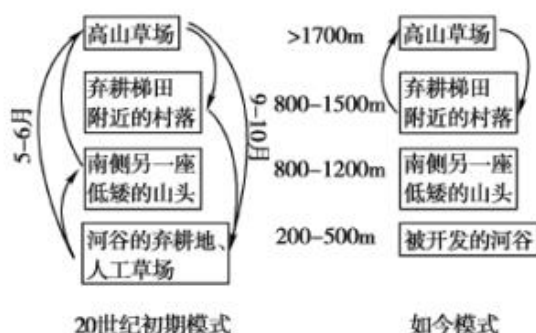 高山草场
>1700m
高山草场
弃耕梯田
附近的村落
800-1500m
弃耕梯田
附近的村落
5-6月
9-10月
南侧另一座
低矮的山头
800-1200m
南侧另一座
低矮的山头
河谷的弃耕地、
人工草场
200-500m
被开发的河谷
20世纪初期模式
如今模式